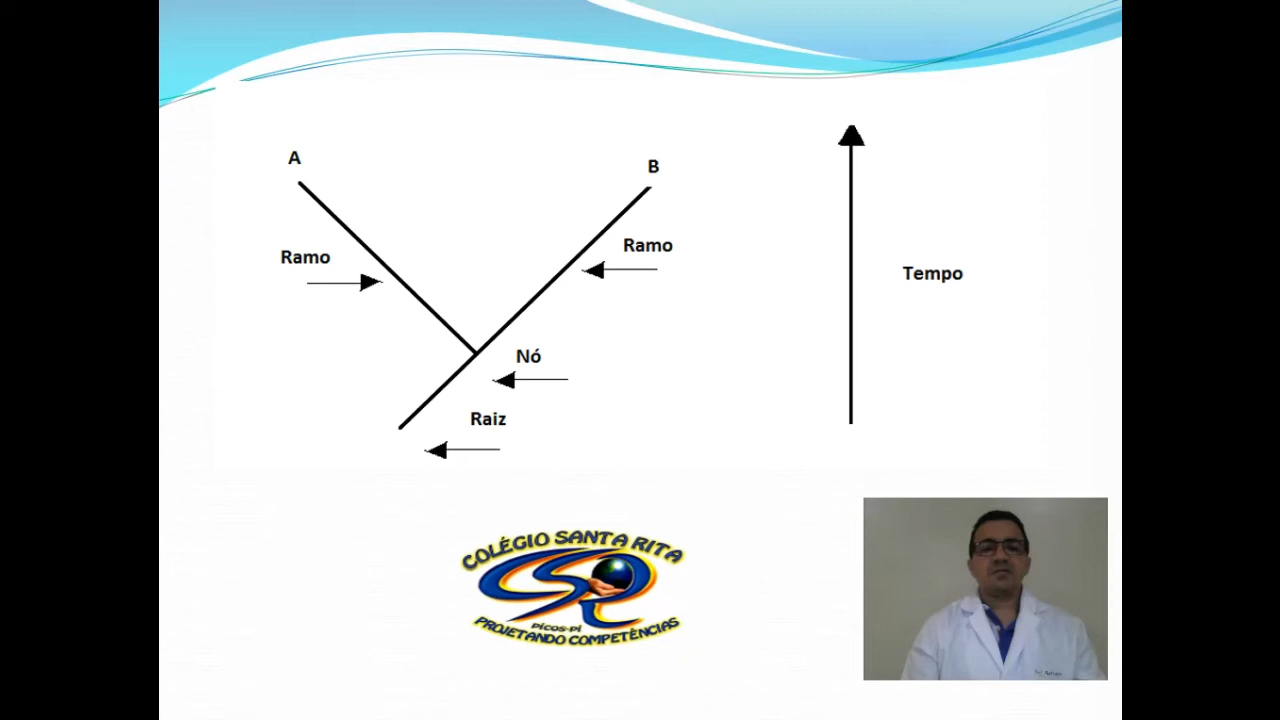 A
B
Ramo
Ramo
Tempo
Nó
Raiz
COLÉGIO SANTA RITA
Picos-PI
PROJETANDO COMPETÊNCIAS